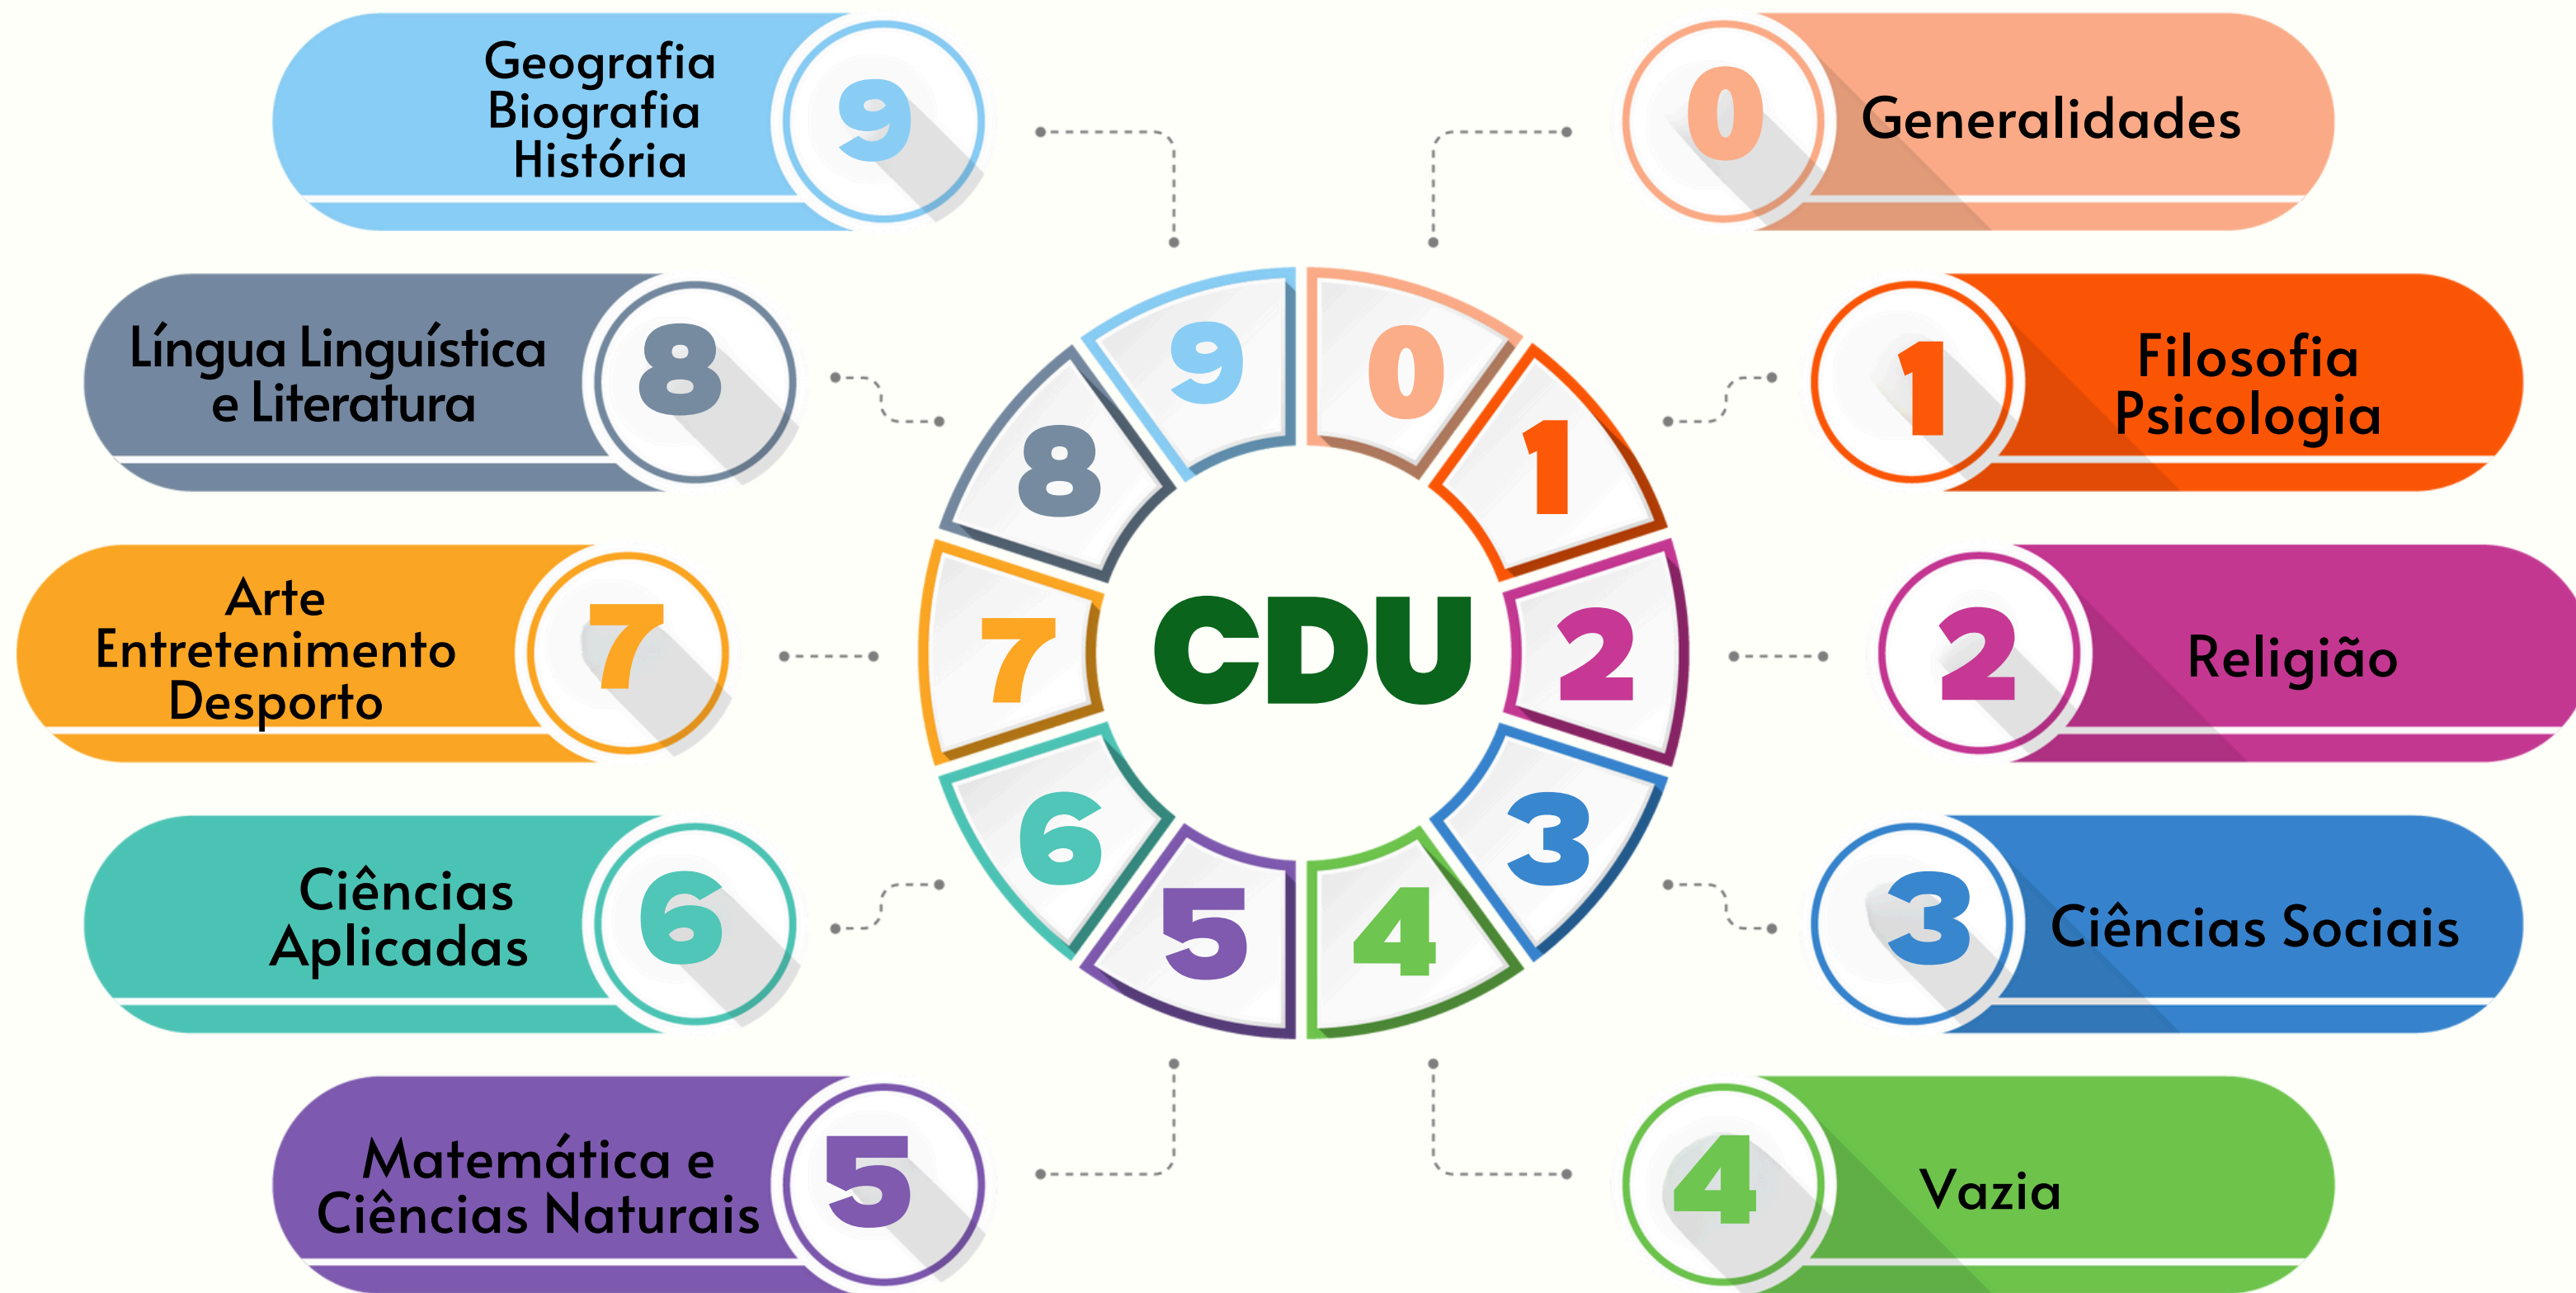 Geografia
Biografia
História
9
0
Generalidades
Língua Linguística
e Literatura
8
1
Filosofia
Psicologia
Arte
Entretenimento
Desporto
7
2
Religião
Ciências
Aplicadas
6
3
Ciências Sociais
Matemática e
Ciências Naturais
5
4
Vazia
CDU
0
1
2
3
4
5
6
7
8
9